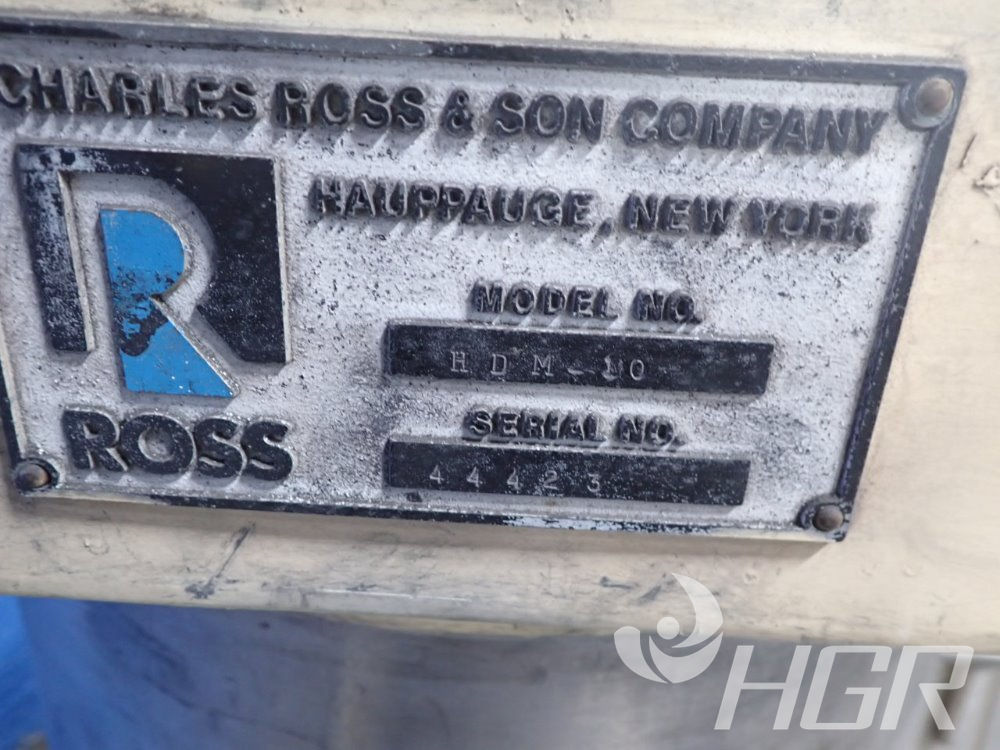 CHARLES ROSS & SON COMPANY
HAUPPAUGE, NEW YORK
R
MODEL NO.
HDM-10
SERIAL NO.
44423
ROSS
HGR